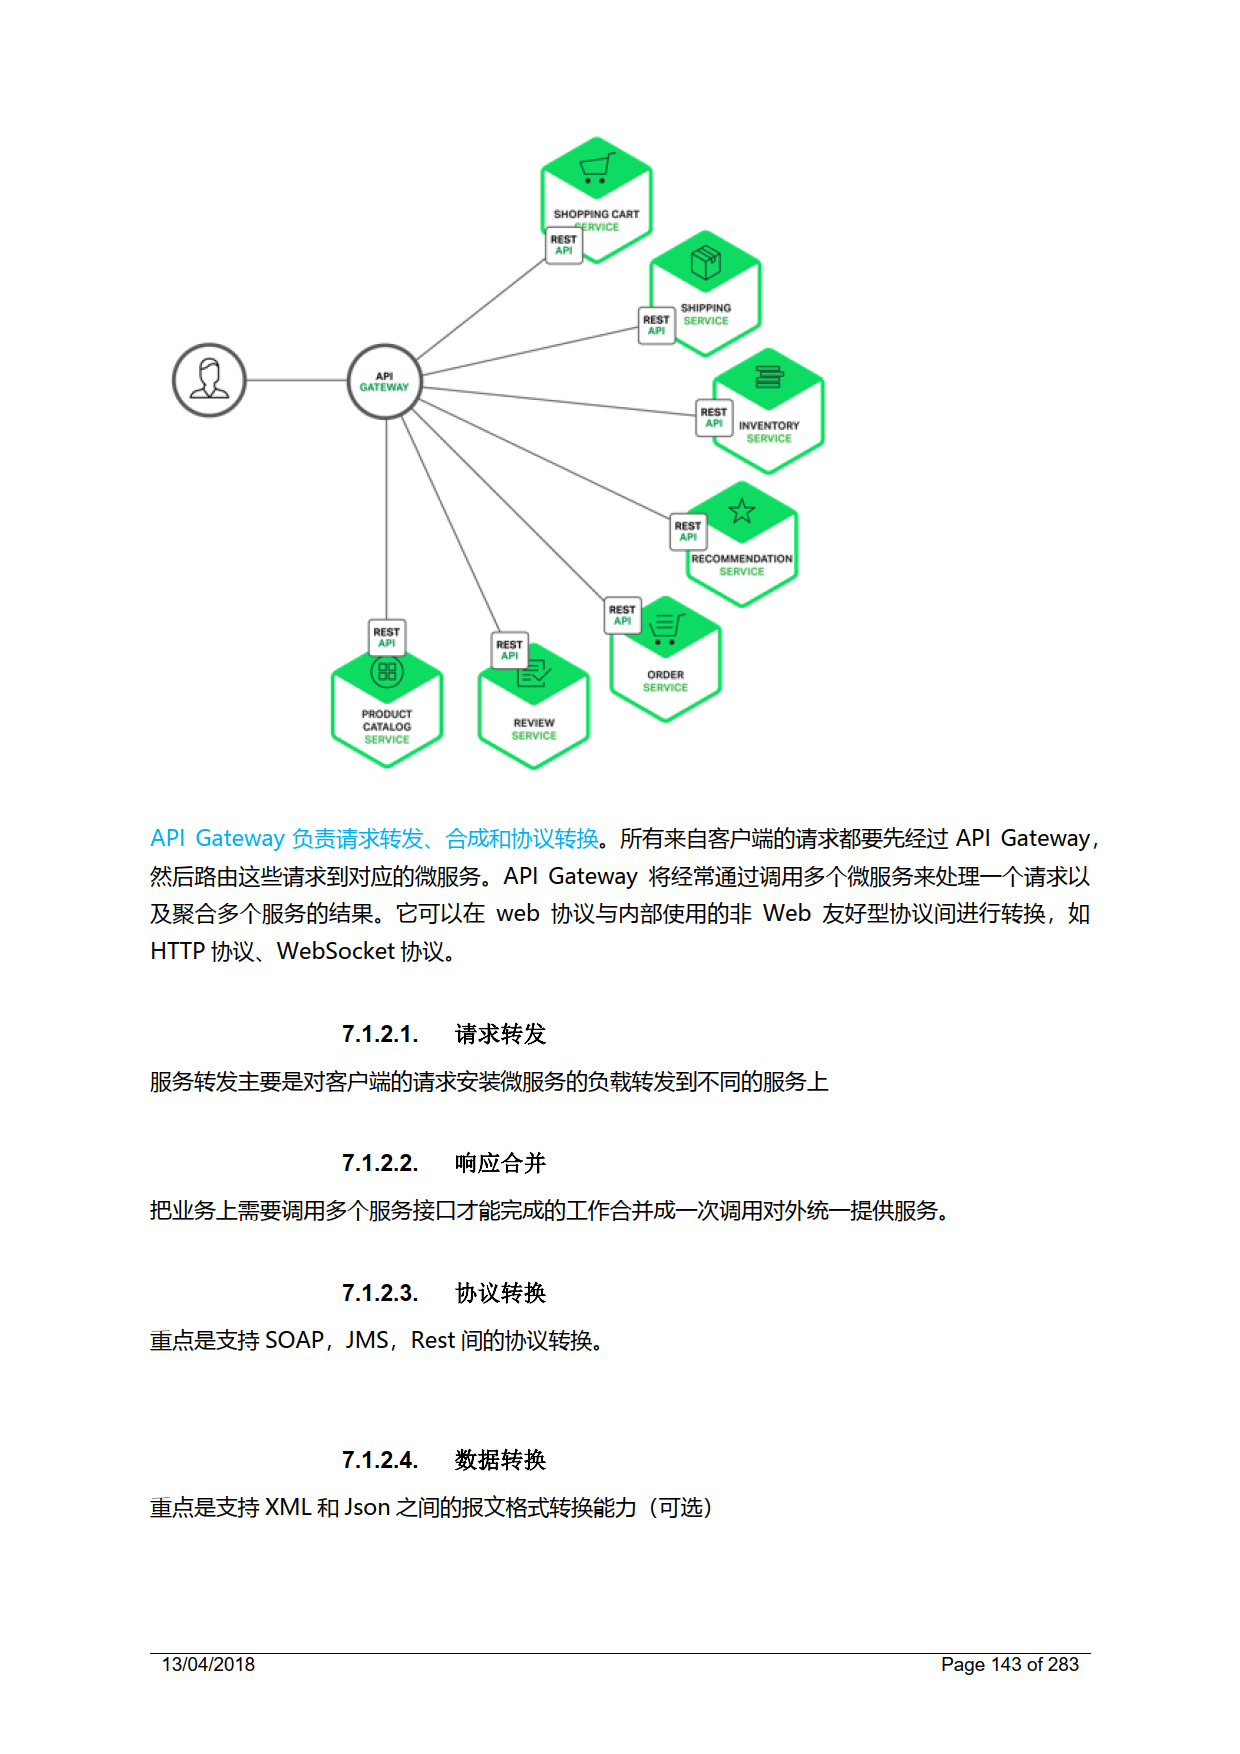 SHOPPING CART
SERVICE
REST
API
SHIPPING
SERVICE
REST
API
API
GATEWAY
INVENTORY
SERVICE
REST
API
RECOMMENDATION
SERVICE
REST
API
ORDER
SERVICE
REST
API
REVIEW
SERVICE
REST
API
PRODUCT
CATALOG
SERVICE
REST
API
API Gateway 负责请求转发、合成和协议转换。所有来自客户端的请求都要先经过 API Gateway，
然后路由这些请求到对应的微服务。API Gateway 将经常通过调用多个微服务来处理一个请求以
及聚合多个服务的结果。它可以在 web 协议与内部使用的非 Web 友好型协议间进行转换，如
HTTP 协议、WebSocket 协议。
7.1.2.1. 请求转发
服务转发主要是对客户端的请求安装微服务的负载转发到不同的服务上
7.1.2.2. 响应合并
把业务上需要调用多个服务接口才能完成的工作合并成一次调用对外统一提供服务。
7.1.2.3. 协议转换
重点是支持 SOAP，JMS，Rest 间的协议转换。
7.1.2.4. 数据转换
重点是支持 XML 和 Json 之间的报文格式转换能力（可选）
13/04/2018 Page 143 of 283